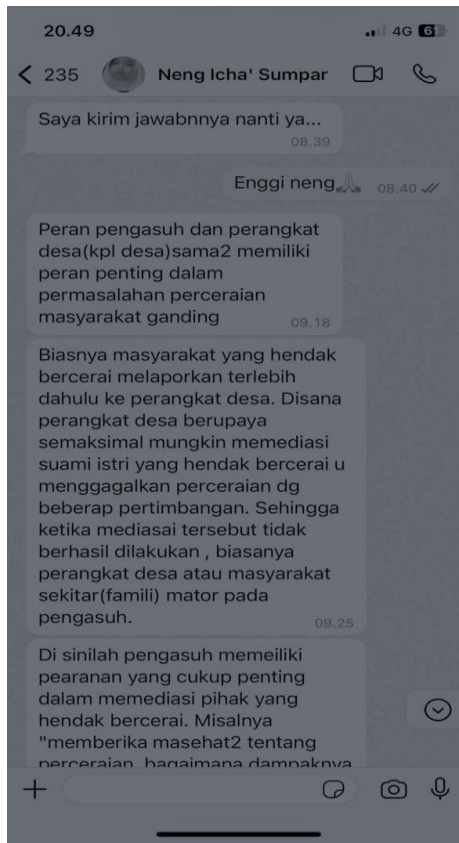 20.49
4G 6
235 Neng Icha' Sumpar
Saya kirim jawabnnya nanti ya...
08.39
Enggi neng🙏🏻 08.40
Peran pengasuh dan perangkat
desa(kpl desa)sama2 memiliki
peran penting dalam
permasalahan perceraian
masyarakat ganding
09.18
Biasnya masyarakat yang hendak
bercerai melaporkan terlebih
dahulu ke perangkat desa. Disana
perangkat desa berupaya
semaksimal mungkin memediasi
suami istri yang hendak bercerai u
menggagalkan perceraian dg
beberap pertimbangan. Sehingga
ketika mediasai tersebut tidak
berhasil dilakukan , biasanya
perangkat desa atau masyarakat
sekitar(famili) mator pada
pengasuh.
09.25
Di sinilah pengasuh memeiliki
pearanan yang cukup penting
dalam memediasi pihak yang
hendak bercerai. Misalnya
"memberika masehat2 tentang
perceraian, bagaimana dampaknya